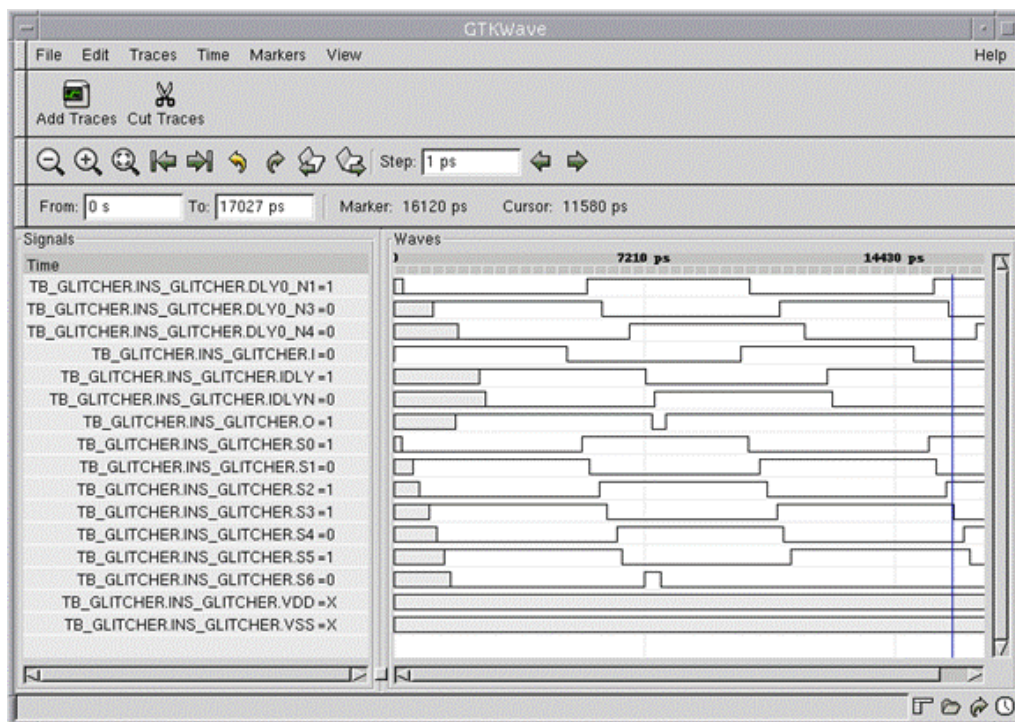 GTKWave
File Edit Traces Time Markers View Help
Add Traces Cut Traces
Step: 1 ps
From: 0 s To: 17027 ps Marker: 16120 ps Cursor: 11580 ps
Signals Waves
Time 7210 ps 14430 ps
TB_GLITCHER.INS_GLITCHER.DLY0_N1=1
TB_GLITCHER.INS_GLITCHER.DLY0_N3=0
TB_GLITCHER.INS_GLITCHER.DLY0_N4=0
TB_GLITCHER.INS_GLITCHER.I=0
TB_GLITCHER.INS_GLITCHER.IDLY=1
TB_GLITCHER.INS_GLITCHER.IDLYN=0
TB_GLITCHER.INS_GLITCHER.O=1
TB_GLITCHER.INS_GLITCHER.S0=1
TB_GLITCHER.INS_GLITCHER.S1=0
TB_GLITCHER.INS_GLITCHER.S2=1
TB_GLITCHER.INS_GLITCHER.S3=1
TB_GLITCHER.INS_GLITCHER.S4=0
TB_GLITCHER.INS_GLITCHER.S5=1
TB_GLITCHER.INS_GLITCHER.S6=0
TB_GLITCHER.INS_GLITCHER.VDD=X
TB_GLITCHER.INS_GLITCHER.VSS=X